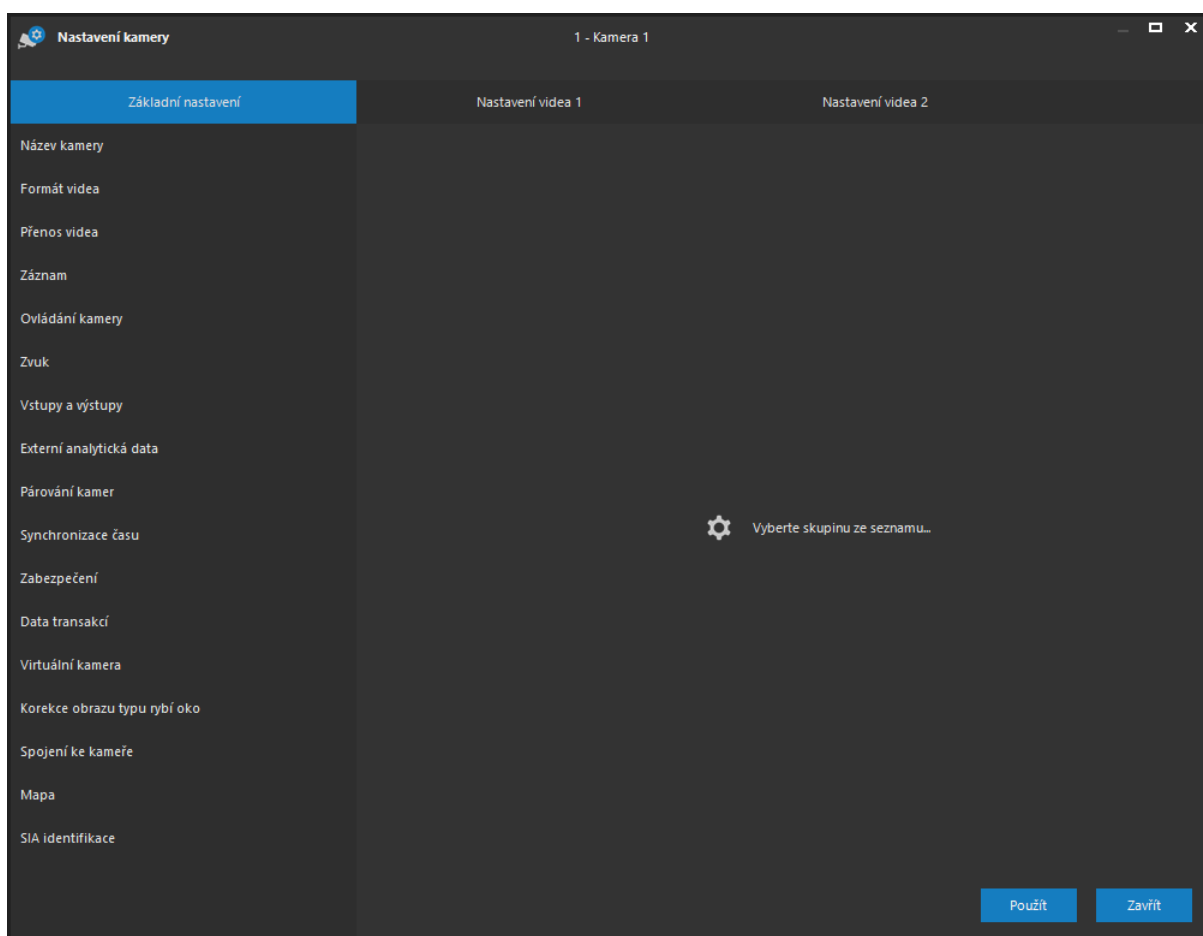 Nastavení kamery
1 - Kamera 1
Základní nastavení
Nastavení videa 1
Nastavení videa 2
Název kamery
Formát videa
Přenos videa
Záznam
Ovládání kamery
Zvuk
Vstupy a výstupy
Externí analytická data
Párování kamer
Synchronizace času
Zabezpečení
Data transakcí
Virtuální kamera
Korekce obrazu typu rybí oko
Spojení ke kameře
Mapa
SIA identifikace
Vyberte skupinu ze seznamu...
Použít
Zavřít